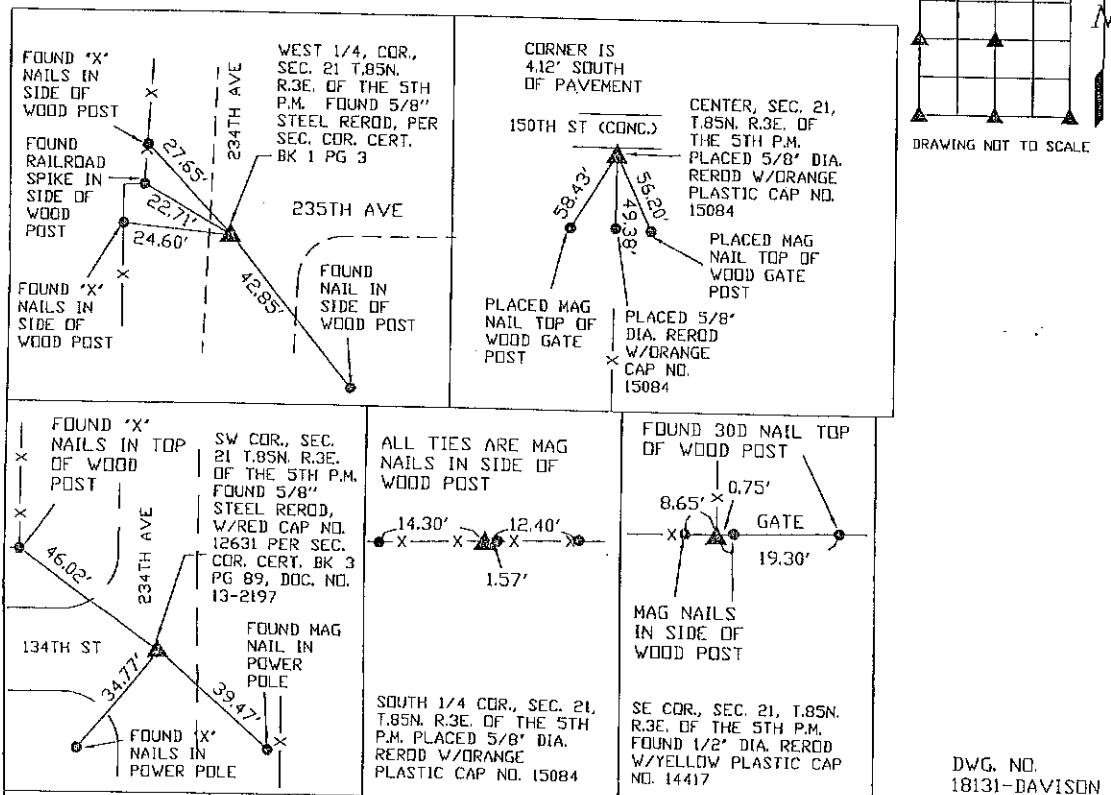 FOUND "X"
NAILS IN
SIDE OF
WOOD POST
FOUND
RAILROAD
SPIKE IN
SIDE OF
WOOD
POST
FOUND "X"
NAILS IN
SIDE OF
WOOD POST
27.65'
22.71'
24.60'
42.85'
234TH AVE
WEST 1/4, COR.,
SEC. 21 T.85N.
R.3E. OF THE 5TH
P.M. FOUND 5/8"
STEEL REROD, PER
SEC. COR. CERT.
BK 1 PG 3
235TH AVE
FOUND
NAIL IN
SIDE OF
WOOD POST
CORNER IS
4.12' SOUTH
OF PAVEMENT
150TH ST (CONC.)
CENTER, SEC. 21,
T.85N. R.3E. OF
THE 5TH P.M.
PLACED 5/8' DIA.
REROD W/ORANGE
PLASTIC CAP NO.
15084
58.43'
49.38'
56.20'
PLACED MAG
NAIL TOP OF
WOOD GATE
POST
PLACED MAG
NAIL TOP OF
WOOD GATE
POST
PLACED 5/8'
DIA. REROD
W/ORANGE
CAP NO.
15084
N
DRAWING NOT TO SCALE
FOUND "X"
NAILS IN TOP
OF WOOD
POST
46.02'
234TH AVE
134TH ST
34.77'
39.47'
SW COR., SEC.
21 T.85N. R.3E.
OF THE 5TH P.M.
FOUND 5/8"
STEEL REROD,
W/RED CAP NO.
12631 PER SEC.
COR. CERT. BK 3
PG 89, DOC. NO.
13-2197
FOUND MAG
NAIL IN
POWER
POLE
FOUND "X"
NAILS IN
POWER POLE
ALL TIES ARE MAG
NAILS IN SIDE OF
WOOD POST
14.30' 12.40'
1.57'
SOUTH 1/4 COR., SEC. 21,
T.85N. R.3E. OF THE 5TH
P.M. PLACED 5/8' DIA.
REROD W/ORANGE
PLASTIC CAP NO. 15084
FOUND 30D NAIL TOP
OF WOOD POST
8.65' 0.75'
GATE
19.30'
MAG NAILS
IN SIDE OF
WOOD POST
SE COR., SEC. 21, T.85N.
R.3E. OF THE 5TH P.M.
FOUND 1/2' DIA. REROD
W/YELLOW PLASTIC CAP
NO. 14417
DWG. NO.
18131-DAVISON